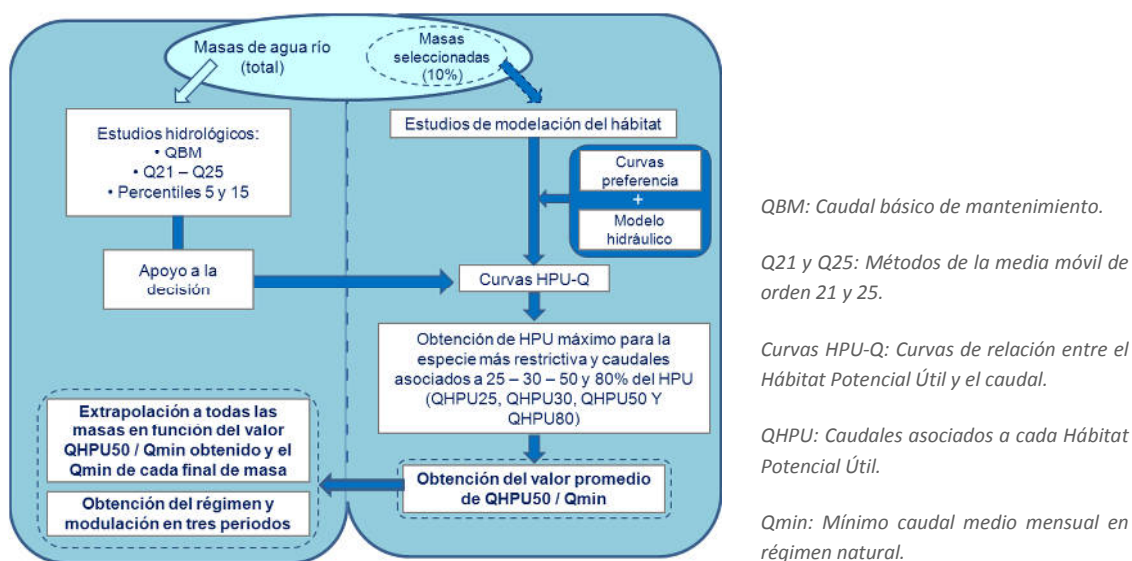 Masas de agua río
(total)
Masas
seleccionadas
(10%)
Estudios hidrológicos:
• QBM
• Q21 – Q25
• Percentiles 5 y 15
Apoyo a la
decisión
Estudios de modelación del hábitat
Curvas
preferencia
+
Modelo
hidráulico
Curvas HPU-Q
Obtención de HPU máximo para la
especie más restrictiva y caudales
asociados a 25 – 30 – 50 y 80% del HPU
(QHPU25, QHPU30, QHPU50 Y
QHPU80)
Obtención del valor promedio
de QHPU50 / Qmin
Extrapolación a todas las
masas en función del valor
QHPU50 / Qmin obtenido y el
Qmin de cada final de masa
Obtención del régimen y
modulación en tres periodos
QBM: Caudal básico de mantenimiento.
Q21 y Q25: Métodos de la media móvil de
orden 21 y 25.
Curvas HPU-Q: Curvas de relación entre el
Hábitat Potencial Útil y el caudal.
QHPU: Caudales asociados a cada Hábitat
Potencial Útil.
Qmin: Mínimo caudal medio mensual en
régimen natural.